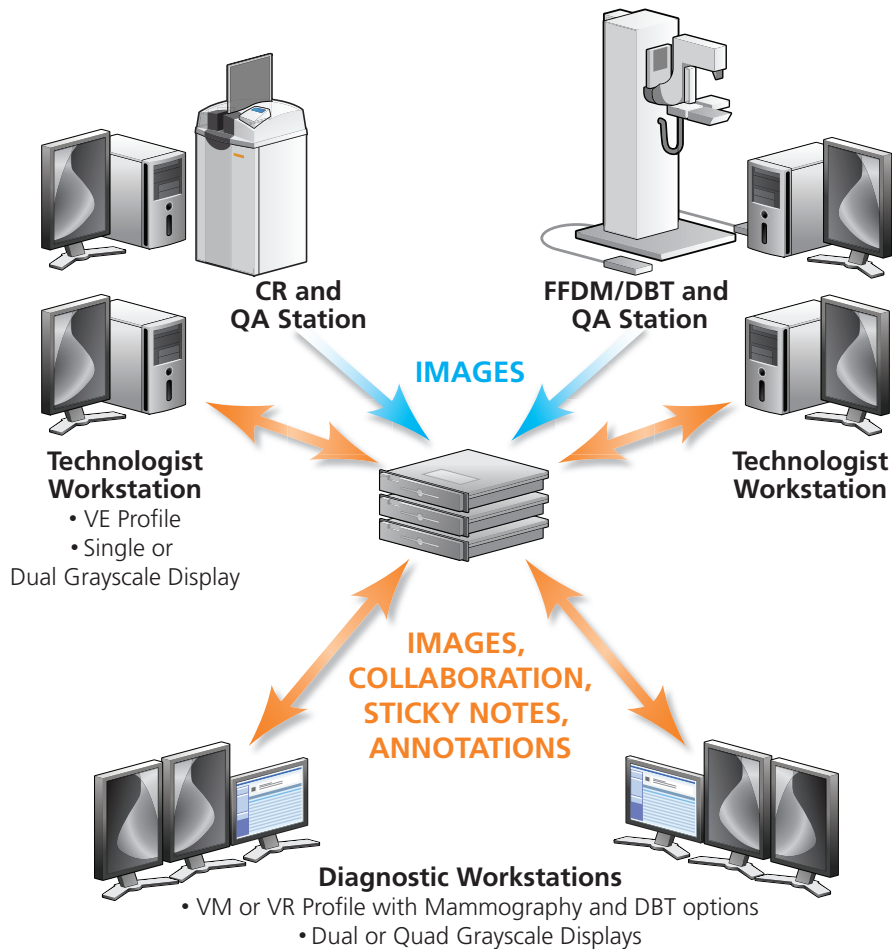 CR and
QA Station
FFDM/DBT and
QA Station
IMAGES
Technologist
Workstation
• VE Profile
• Single or
Dual Grayscale Display
Technologist
Workstation
IMAGES,
COLLABORATION,
STICKY NOTES,
ANNOTATIONS
Diagnostic Workstations
• VM or VR Profile with Mammography and DBT options
• Dual or Quad Grayscale Displays